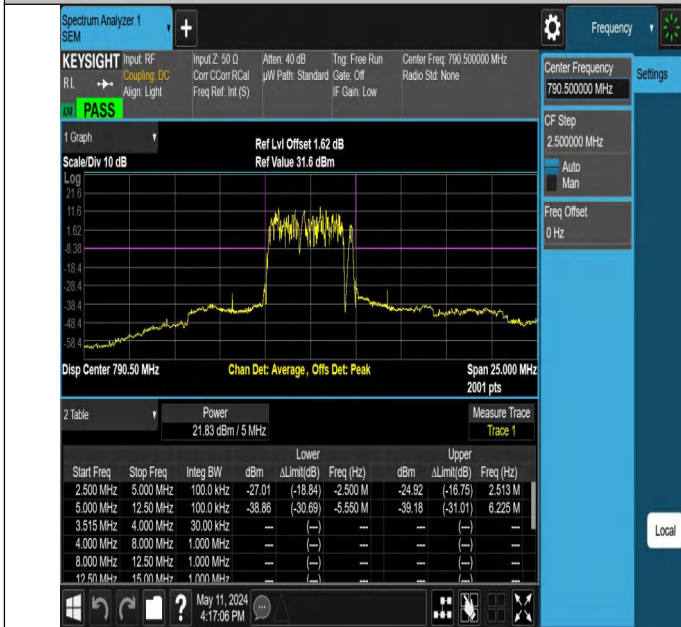 Spectrum Analyzer 1
SEM
+
Frequency
KEYSIGHT
RL
PASS
Input: RF
Coupling: DC
Align: Light
Input Z: 50 Ω
Corr CCorr RCal
Freq Ref: Int (S)
Atten: 40 dB
µW Path: Standard
Trig: Free Run
Gate: Off
IF Gain: Low
Center Freq: 790.500000 MHz
Radio Std: None
Center Frequency
790.500000 MHz
Settings
CF Step
2.500000 MHz
Auto
Man
Freq Offset
0 Hz
1 Graph
Scale/Div 10 dB
Ref Lvl Offset 1.62 dB
Ref Value 31.6 dBm
Log
21.6
11.6
1.62
-8.38
-18.4
-28.4
-38.4
-48.4
-58.4
Disp Center 790.50 MHz
Chan Det: Average, Offs Det: Peak
Span 25.000 MHz
2001 pts
2 Table
Power
21.83 dBm / 5 MHz
Measure Trace
Trace 1
Lower Upper
Start Freq Stop Freq Integ BW dBm ΔLimit(dB) Freq (Hz) dBm ΔLimit(dB) Freq (Hz)
2.500 MHz 5.000 MHz 100.0 kHz -27.01 (-18.84) -2.500 M -24.92 (-16.75) 2.513 M
5.000 MHz 12.50 MHz 100.0 kHz -38.86 (-30.69) -5.550 M -39.18 (-31.01) 6.225 M
3.515 MHz 4.000 MHz 30.00 kHz --- (---) --- --- (---) ---
4.000 MHz 8.000 MHz 1.000 MHz --- (---) --- --- (---) ---
8.000 MHz 12.50 MHz 1.000 MHz --- (---) --- --- (---) ---
12.50 MHz 15.00 MHz 1.000 MHz --- (---) --- --- (---) ---
Local
?
May 11, 2024
4:17:06 PM